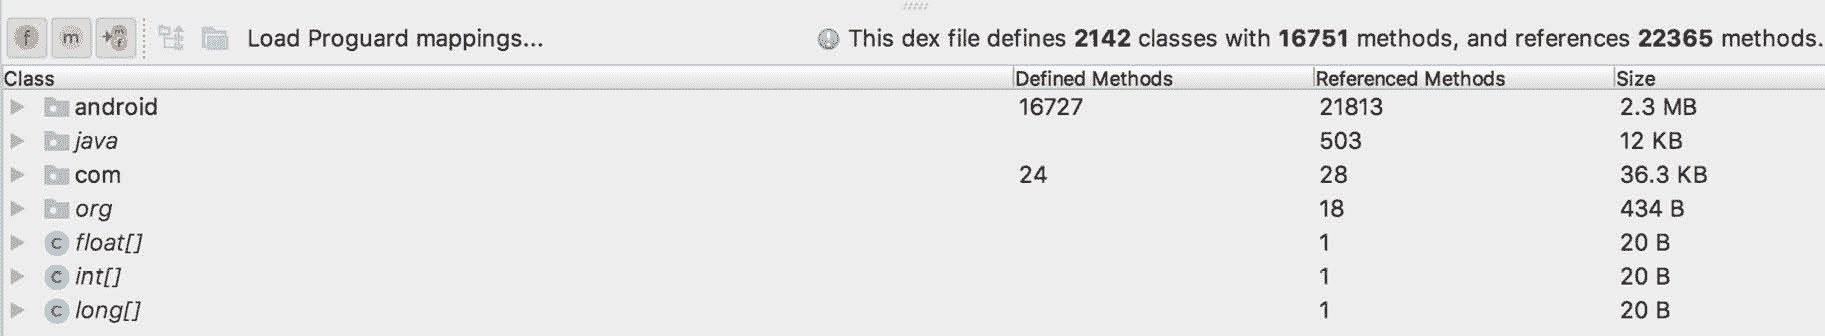 f m m f Load Proguard mappings... This dex file defines 2142 classes with 16751 methods, and references 22365 methods.
Class Defined Methods Referenced Methods Size
android 16727 21813 2.3 MB
java 503 12 KB
com 24 28 36.3 KB
org 18 434 B
c float[] 1 20 B
c int[] 1 20 B
c long[] 1 20 B